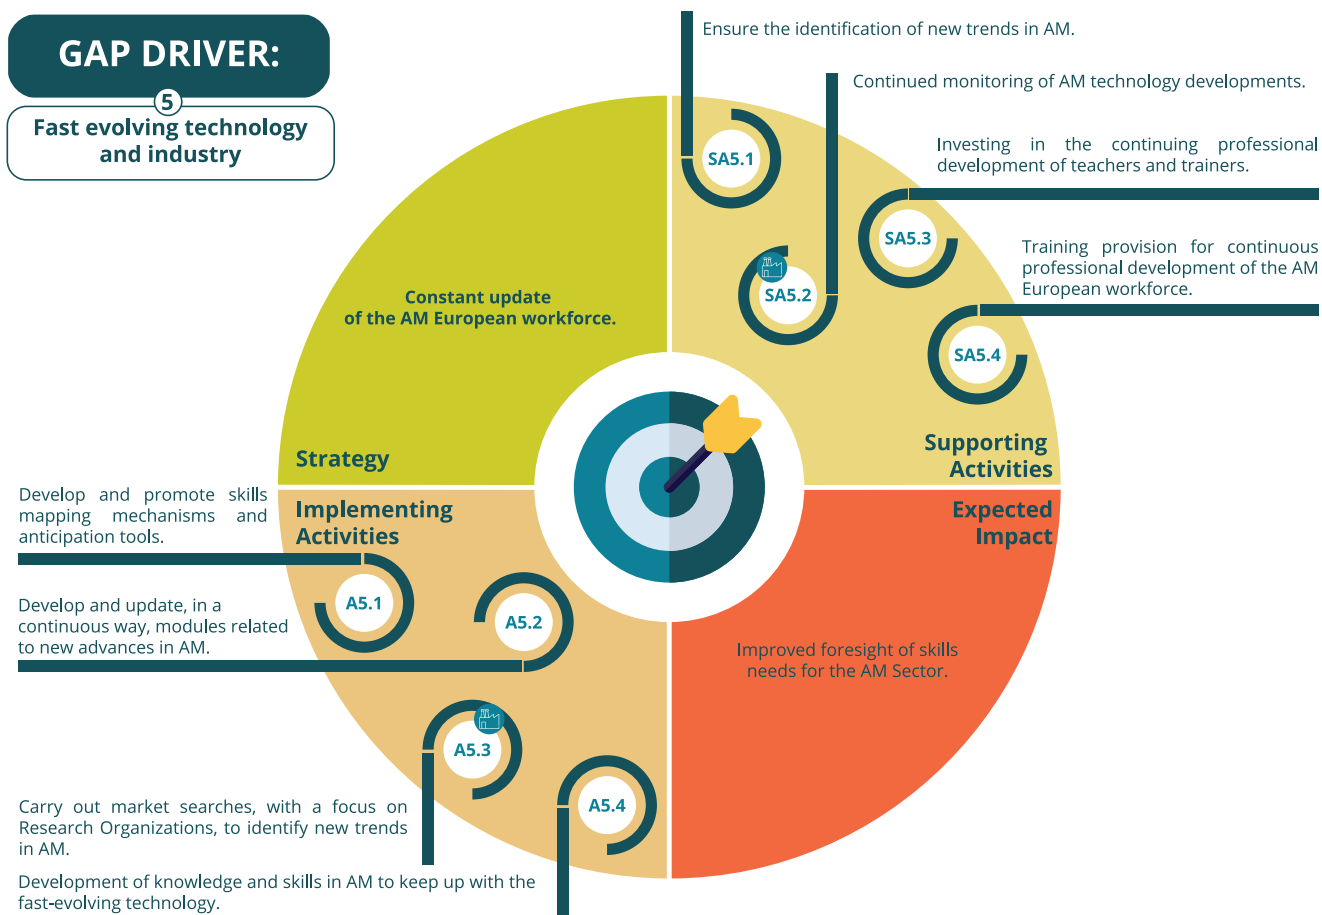 GAP DRIVER:
5
Fast evolving technology
and industry
Ensure the identification of new trends in AM.
Continued monitoring of AM technology developments.
Investing in the continuing professional
development of teachers and trainers.
Training provision for continuous
professional development of the AM
European workforce.
SA5.1
SA5.2
SA5.3
SA5.4
Constant update
of the AM European workforce.
Strategy
Supporting
Activities
Implementing
Activities
Expected
Impact
Develop and promote skills
mapping mechanisms and
anticipation tools.
A5.1
Develop and update, in a
continuous way, modules related
to new advances in AM.
A5.2
A5.3
A5.4
Improved foresight of skills
needs for the AM Sector.
Carry out market searches, with a focus on
Research Organizations, to identify new trends
in AM.
Development of knowledge and skills in AM to keep up with the
fast-evolving technology.